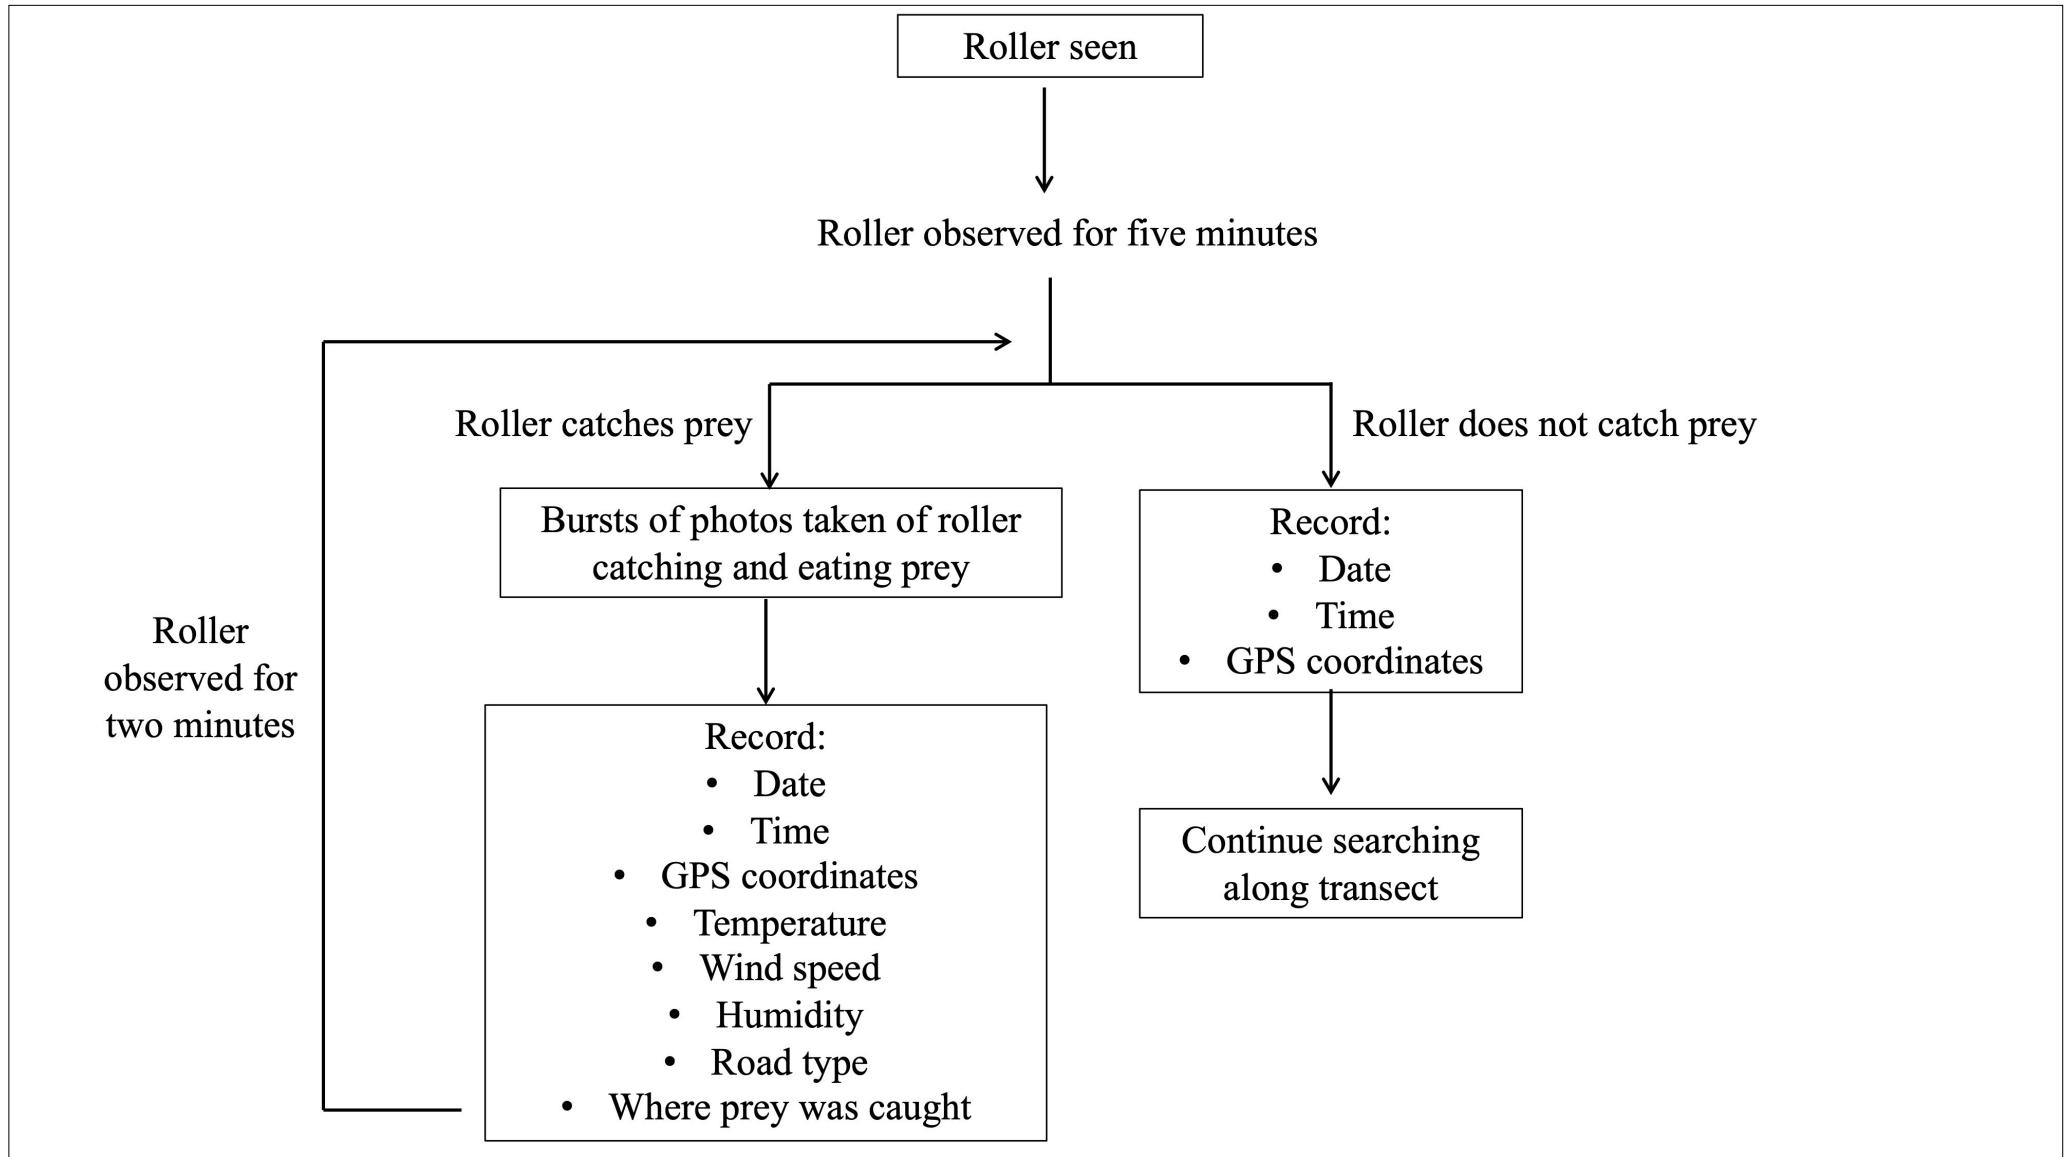 Roller seen
Roller observed for five minutes
Roller catches prey
Roller does not catch prey
Bursts of photos taken of roller
catching and eating prey
Record:
• Date
• Time
• GPS coordinates
Roller
observed for
two minutes
Record:
• Date
• Time
• GPS coordinates
• Temperature
• Wind speed
• Humidity
• Road type
• Where prey was caught
Continue searching
along transect